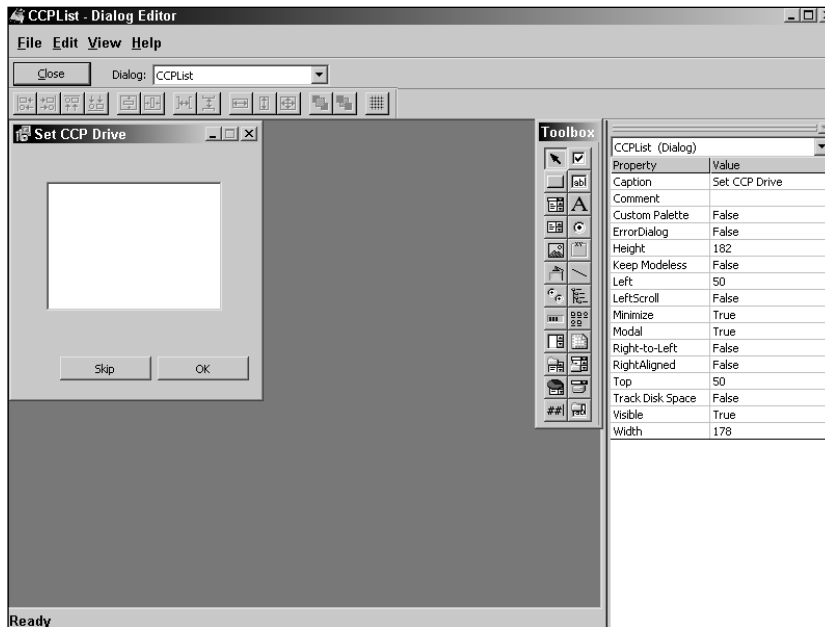 CCPList - Dialog Editor
File Edit View Help
Close Dialog: CCPList
Set CCP Drive
Skip OK
Toolbox
abl
A
XY
##
CCPList (Dialog)
Property Value
Caption Set CCP Drive
Comment
Custom Palette False
ErrorDialog False
Height 182
Keep Modeless False
Left 50
LeftScroll False
Minimize True
Modal True
Right-to-Left False
RightAligned False
Top 50
Track Disk Space False
Visible True
Width 178
Ready